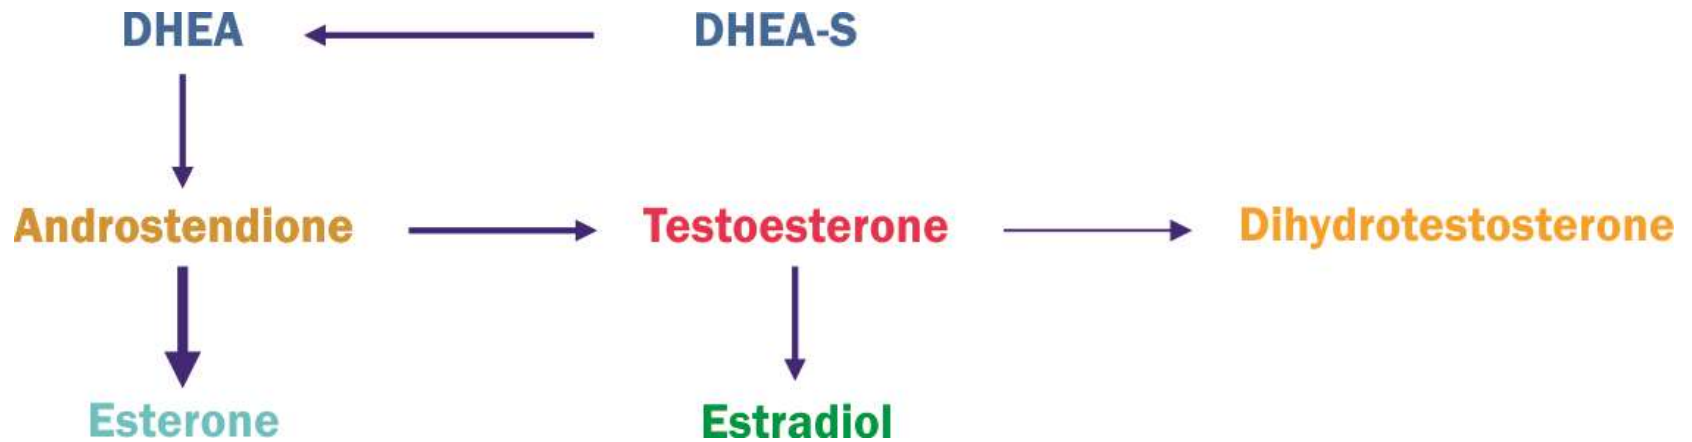 DHEA DHEA-S
Androstendione Testoesterone Dihydrotestosterone
Esterone Estradiol